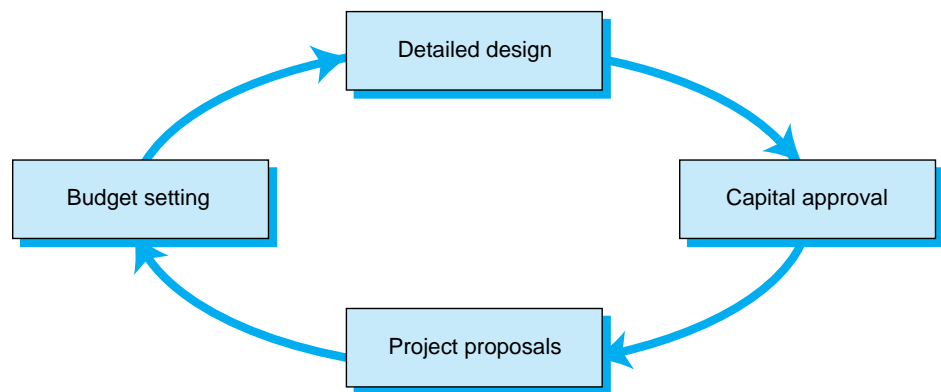 Detailed design
Budget setting
Capital approval
Project proposals